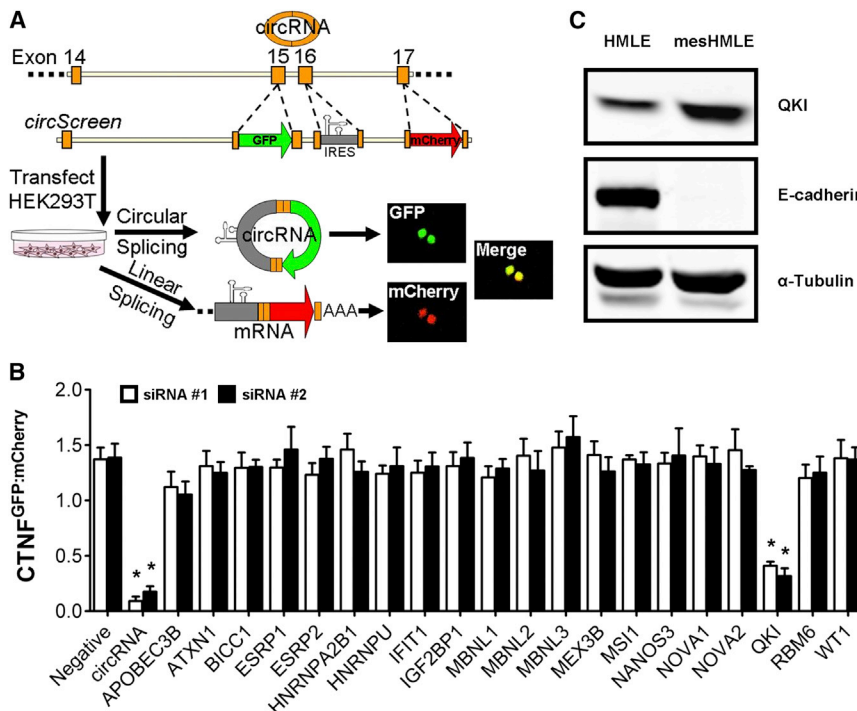 A
circRNA
Exon 14 15 16 17
circScreen
GFP
IRES
mCherry
Transfect
HEK293T
Circular
Splicing
circRNA
GFP
Merge
Linear
Splicing
mRNA
AAA
mCherry
C
HMLE mesHMLE
QKI
E-cadherin
α-Tubulin
B
siRNA #1 siRNA #2
CTNF^GFP:mCherry
2.0
1.5
1.0
0.5
0.0
* * * *
Negative
circRNA
APOBEC3B
ATXN1
BICC1
ESRP1
ESRP2
HNRNPA2B1
HNRNPU
IFIT1
IGF2BP1
MBNL1
MBNL2
MBNL3
MEX3B
MSI1
NANOS3
NOVA1
NOVA2
QKI
RBM6
WT1